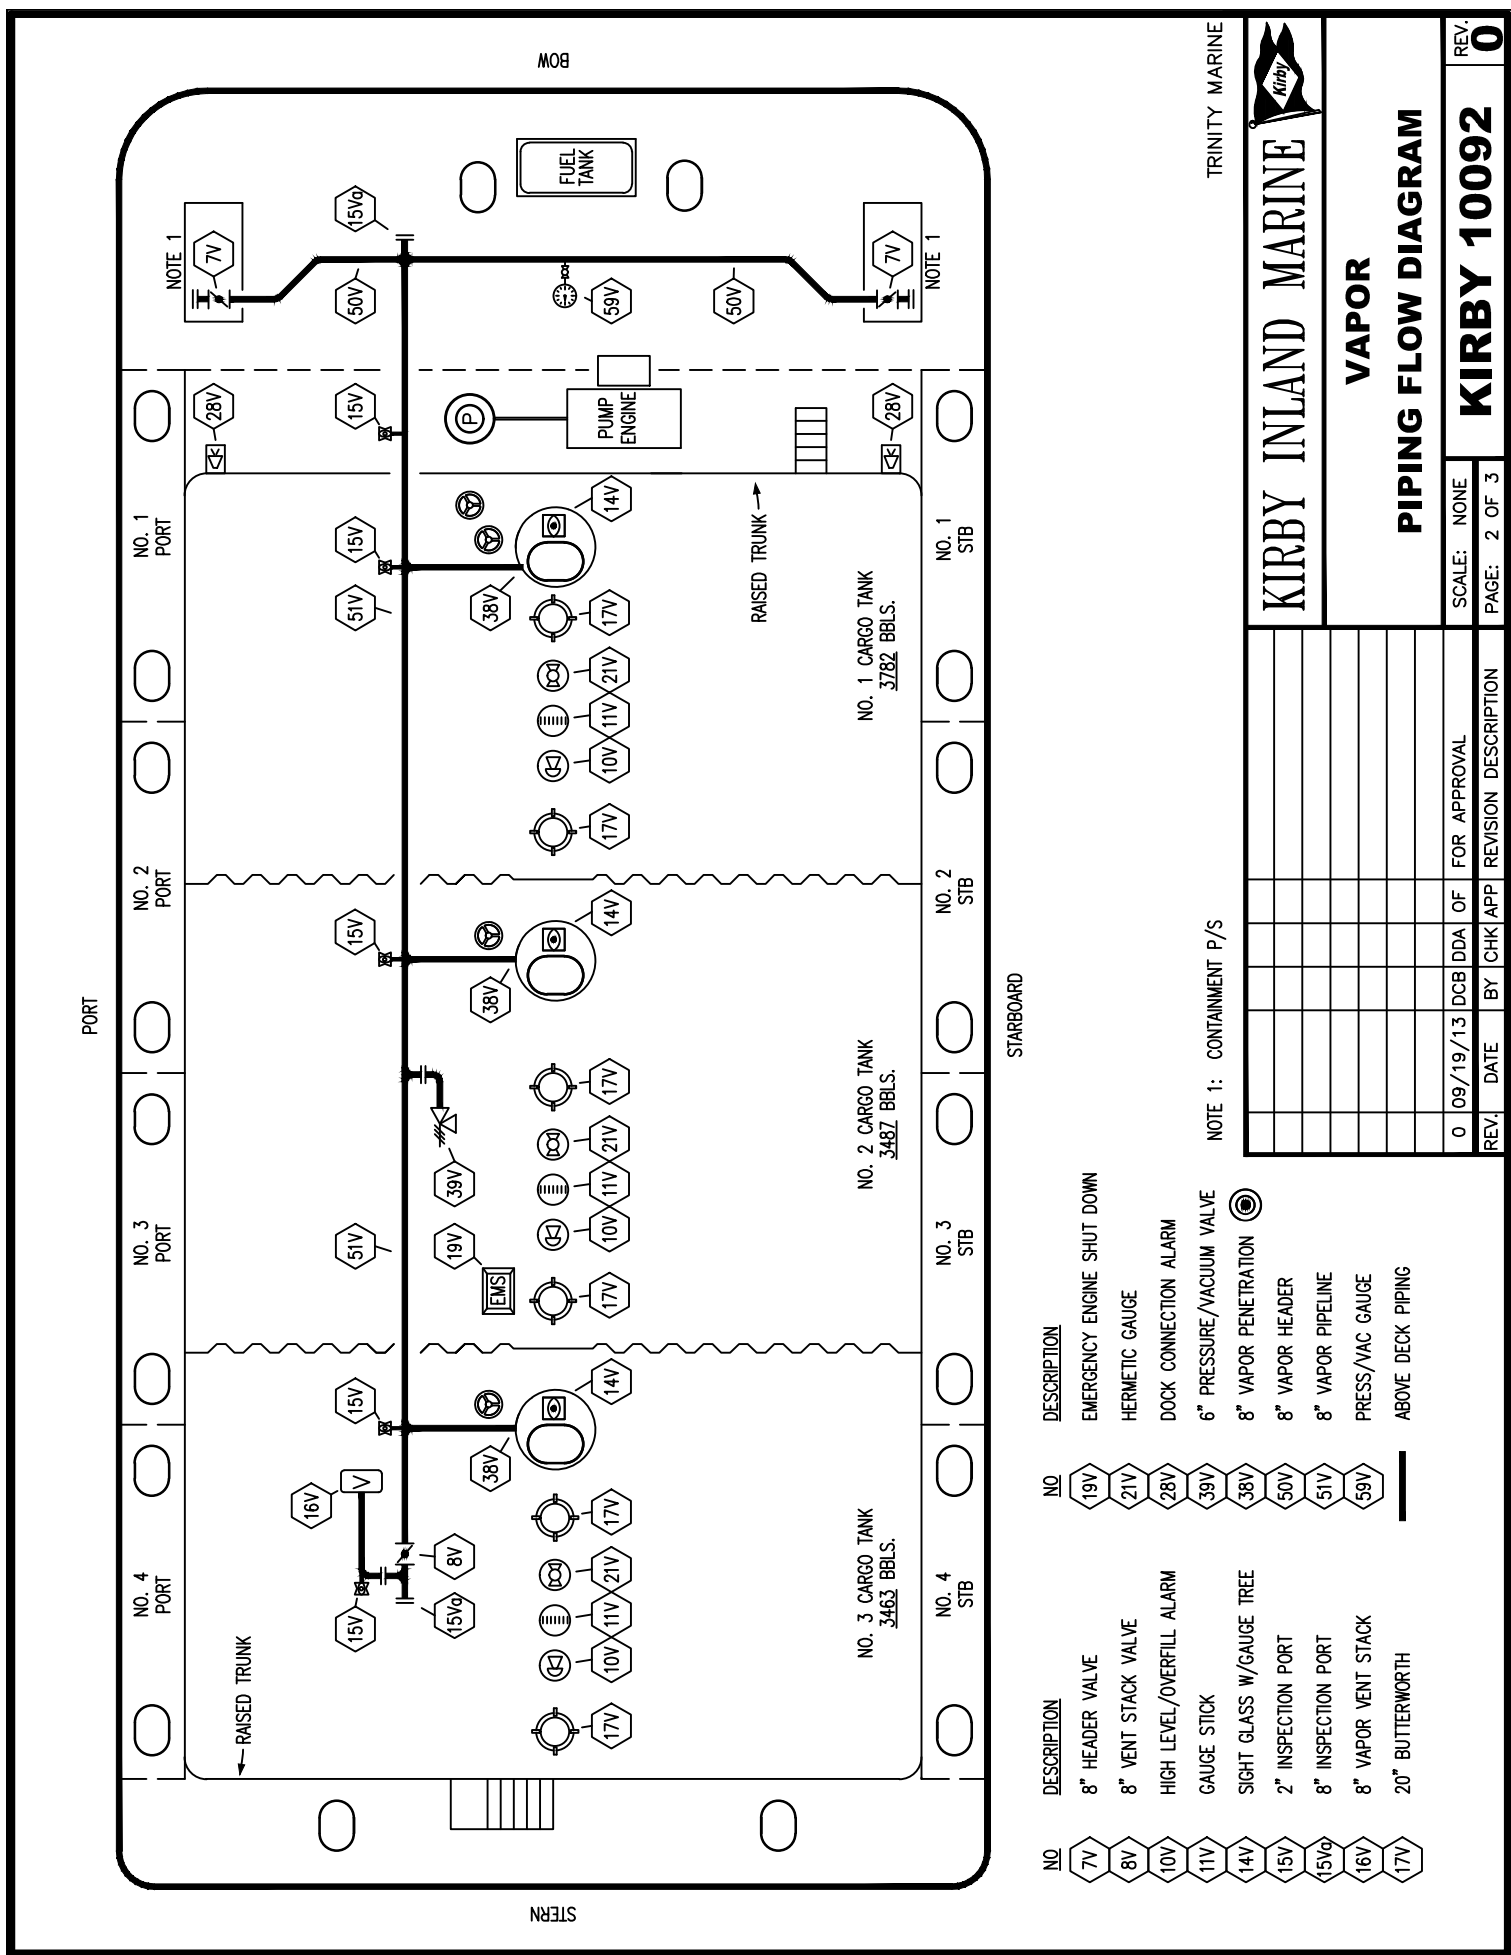 PORT
STERN
BOW
STARBOARD
RAISED TRUNK
NO. 4
PORT
NO. 3
PORT
NO. 2
PORT
NO. 1
PORT
NOTE 1
7V
28V
16V
V
15V
15V
51V
15V
51V
15V
15V
50V
15Va
15Va
8V
19V
EMS
39V
38V
38V
38V
P
59V
50V
PUMP
ENGINE
FUEL
TANK
14V
14V
14V
17V
10V
11V
21V
17V
17V
10V
11V
21V
17V
17V
10V
11V
21V
17V
RAISED TRUNK
NO. 3 CARGO TANK
3463 BBLS.
NO. 2 CARGO TANK
3487 BBLS.
NO. 1 CARGO TANK
3782 BBLS.
28V
7V
NOTE 1
NO. 4
STB
NO. 3
STB
NO. 2
STB
NO. 1
STB
NO DESCRIPTION
7V 8" HEADER VALVE
8V 8" VENT STACK VALVE
10V HIGH LEVEL/OVERFILL ALARM
11V GAUGE STICK
14V SIGHT GLASS W/GAUGE TREE
15V 2" INSPECTION PORT
15Va 8" INSPECTION PORT
16V 8" VAPOR VENT STACK
17V 20" BUTTERWORTH
NO DESCRIPTION
19V EMERGENCY ENGINE SHUT DOWN
21V HERMETIC GAUGE
28V DOCK CONNECTION ALARM
39V 6" PRESSURE/VACUUM VALVE
38V 8" VAPOR PENETRATION
50V 8" VAPOR HEADER
51V 8" VAPOR PIPELINE
59V PRESS/VAC GAUGE
ABOVE DECK PIPING
NOTE 1: CONTAINMENT P/S
TRINITY MARINE
KIRBY INLAND MARINE
Kirby
VAPOR
PIPING FLOW DIAGRAM
0 09/19/13 DCB DDA OF FOR APPROVAL
REV. DATE BY CHK APP REVISION DESCRIPTION
SCALE: NONE
PAGE: 2 OF 3
KIRBY 10092
REV.
0